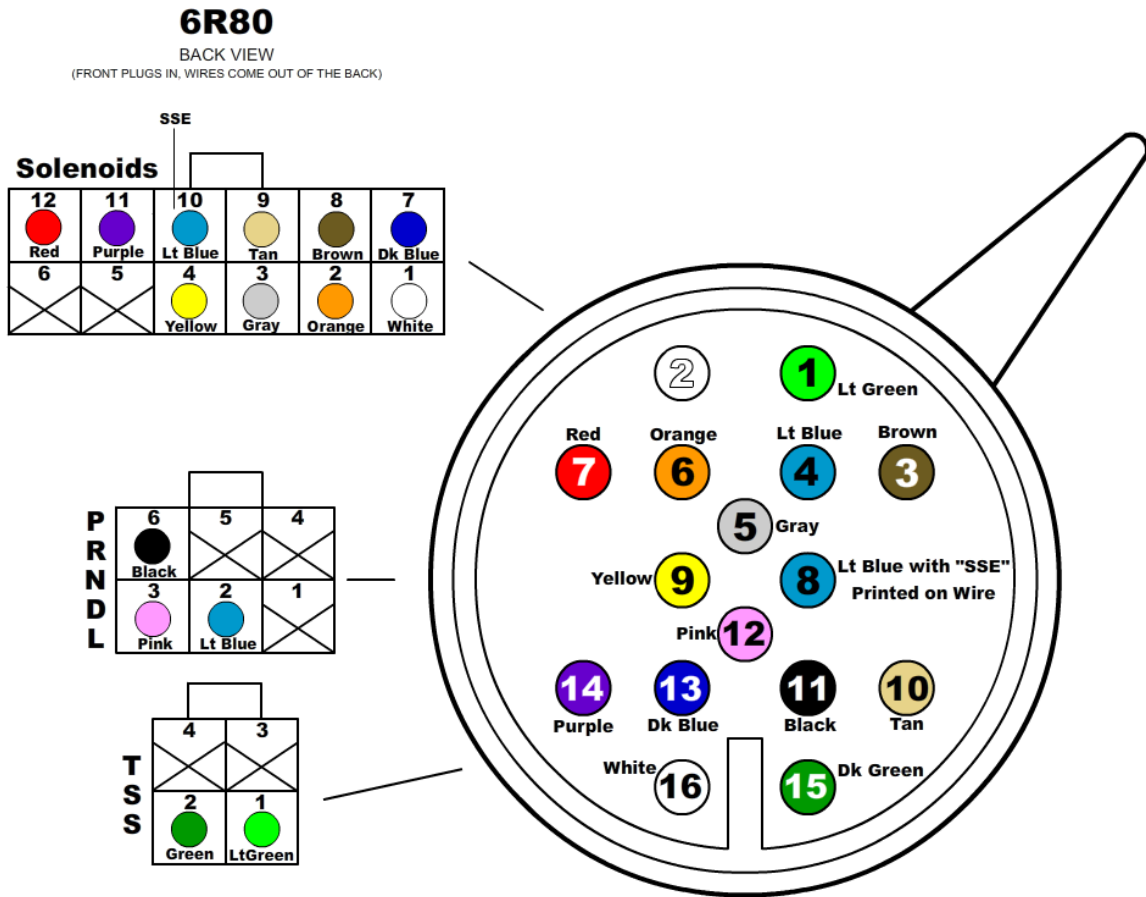 6R80
BACK VIEW
(FRONT PLUGS IN, WIRES COME OUT OF THE BACK)
SSE
Solenoids
12 11 10 9 8 7
Red Purple Lt Blue Tan Brown Dk Blue
6 5 4 3 2 1
Yellow Gray Orange White
PRNDL
6 5 4
Black
3 2 1
Pink Lt Blue
TSS
4 3
2 1
Green LtGreen
2 1
Lt Green
Red Orange Lt Blue Brown
7 6 4 3
5 Gray
Yellow 9 8 Lt Blue with "SSE"
Printed on Wire
Pink 12
14 13 11 10
Purple Dk Blue Black Tan
White 16 15 Dk Green